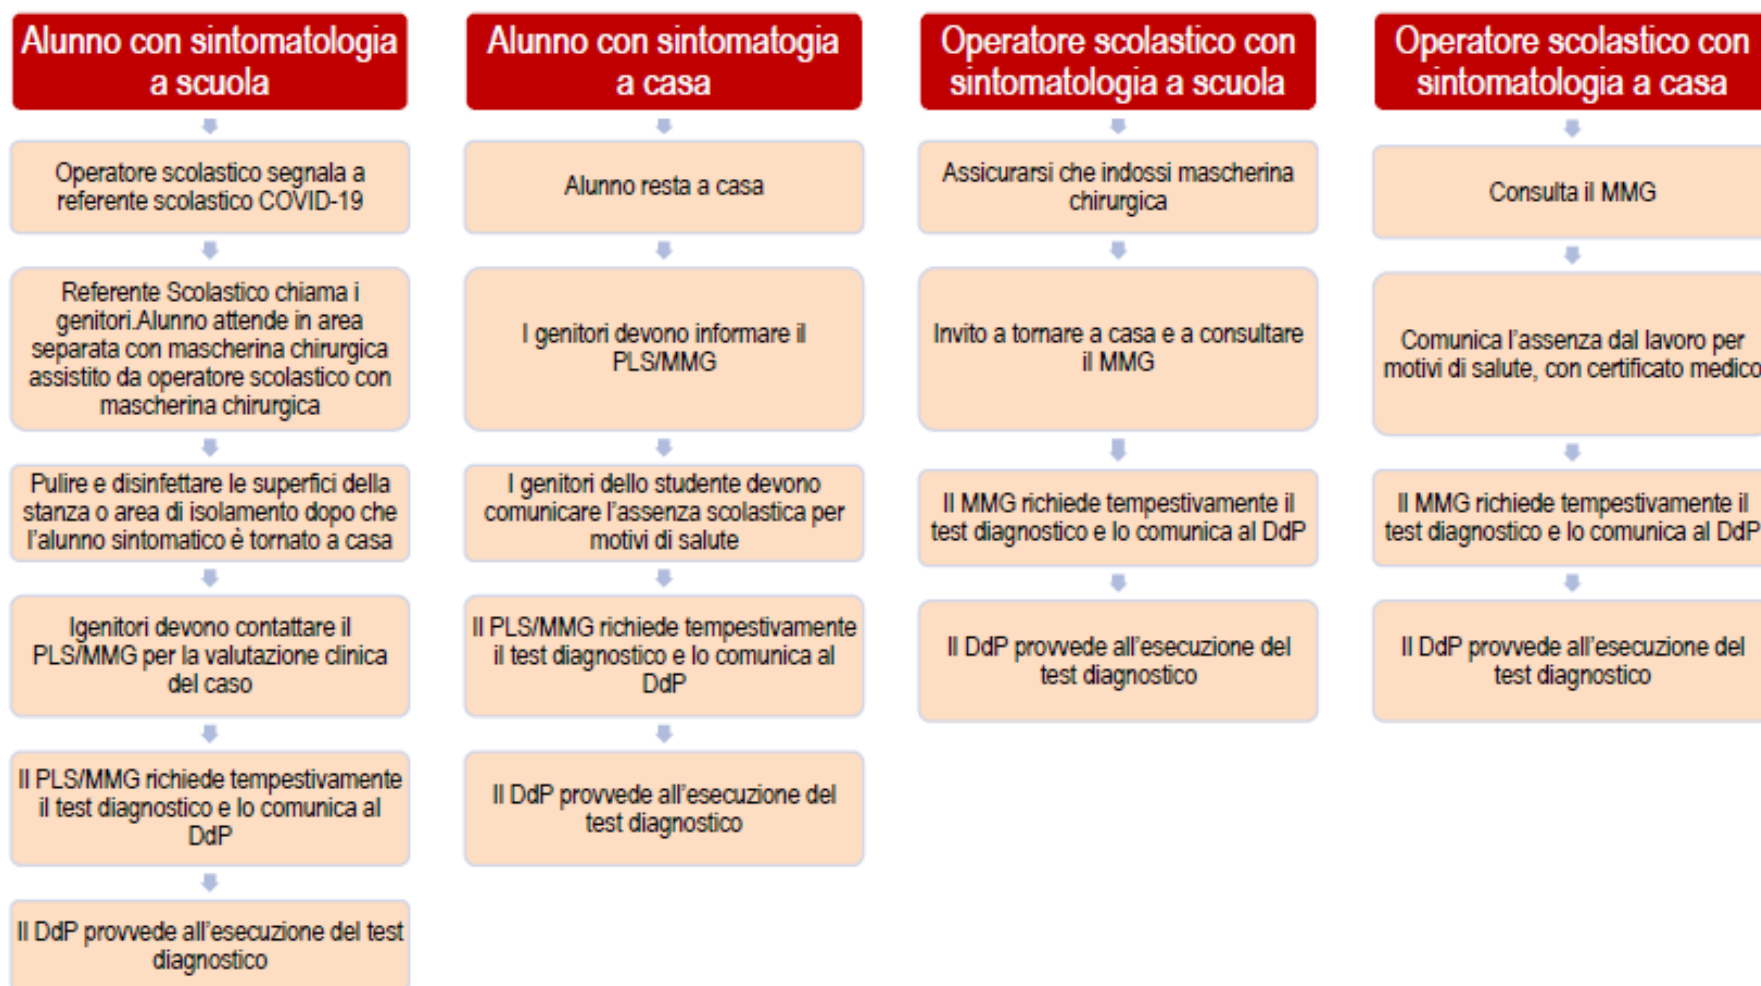 Alunno con sintomatologia
a scuola
Operatore scolastico segnala a
referente scolastico COVID-19
Referente Scolastico chiama i
genitori.Alunno attende in area
separata con mascherina chirurgica
assistito da operatore scolastico con
mascherina chirurgica
Pulire e disinfettare le superfici della
stanza o area di isolamento dopo che
l'alunno sintomatico è tornato a casa
Igenitori devono contattare il
PLS/MMG per la valutazione clinica
del caso
Il PLS/MMG richiede tempestivamente
il test diagnostico e lo comunica al
DdP
Il DdP provvede all'esecuzione del test
diagnostico
Alunno con sintomatogia
a casa
Alunno resta a casa
I genitori devono informare il
PLS/MMG
I genitori dello studente devono
comunicare l'assenza scolastica per
motivi di salute
Il PLS/MMG richiede tempestivamente
il test diagnostico e lo comunica al
DdP
Il DdP provvede all'esecuzione del
test diagnostico
Operatore scolastico con
sintomatologia a scuola
Assicurarsi che indossi mascherina
chirurgica
Invito a tornare a casa e a consultare
il MMG
Il MMG richiede tempestivamente il
test diagnostico e lo comunica al DdP
Il DdP provvede all'esecuzione del
test diagnostico
Operatore scolastico con
sintomatologia a casa
Consulta il MMG
Comunica l'assenza dal lavoro per
motivi di salute, con certificato medico
Il MMG richiede tempestivamente il
test diagnostico e lo comunica al DdP
Il DdP provvede all'esecuzione del
test diagnostico